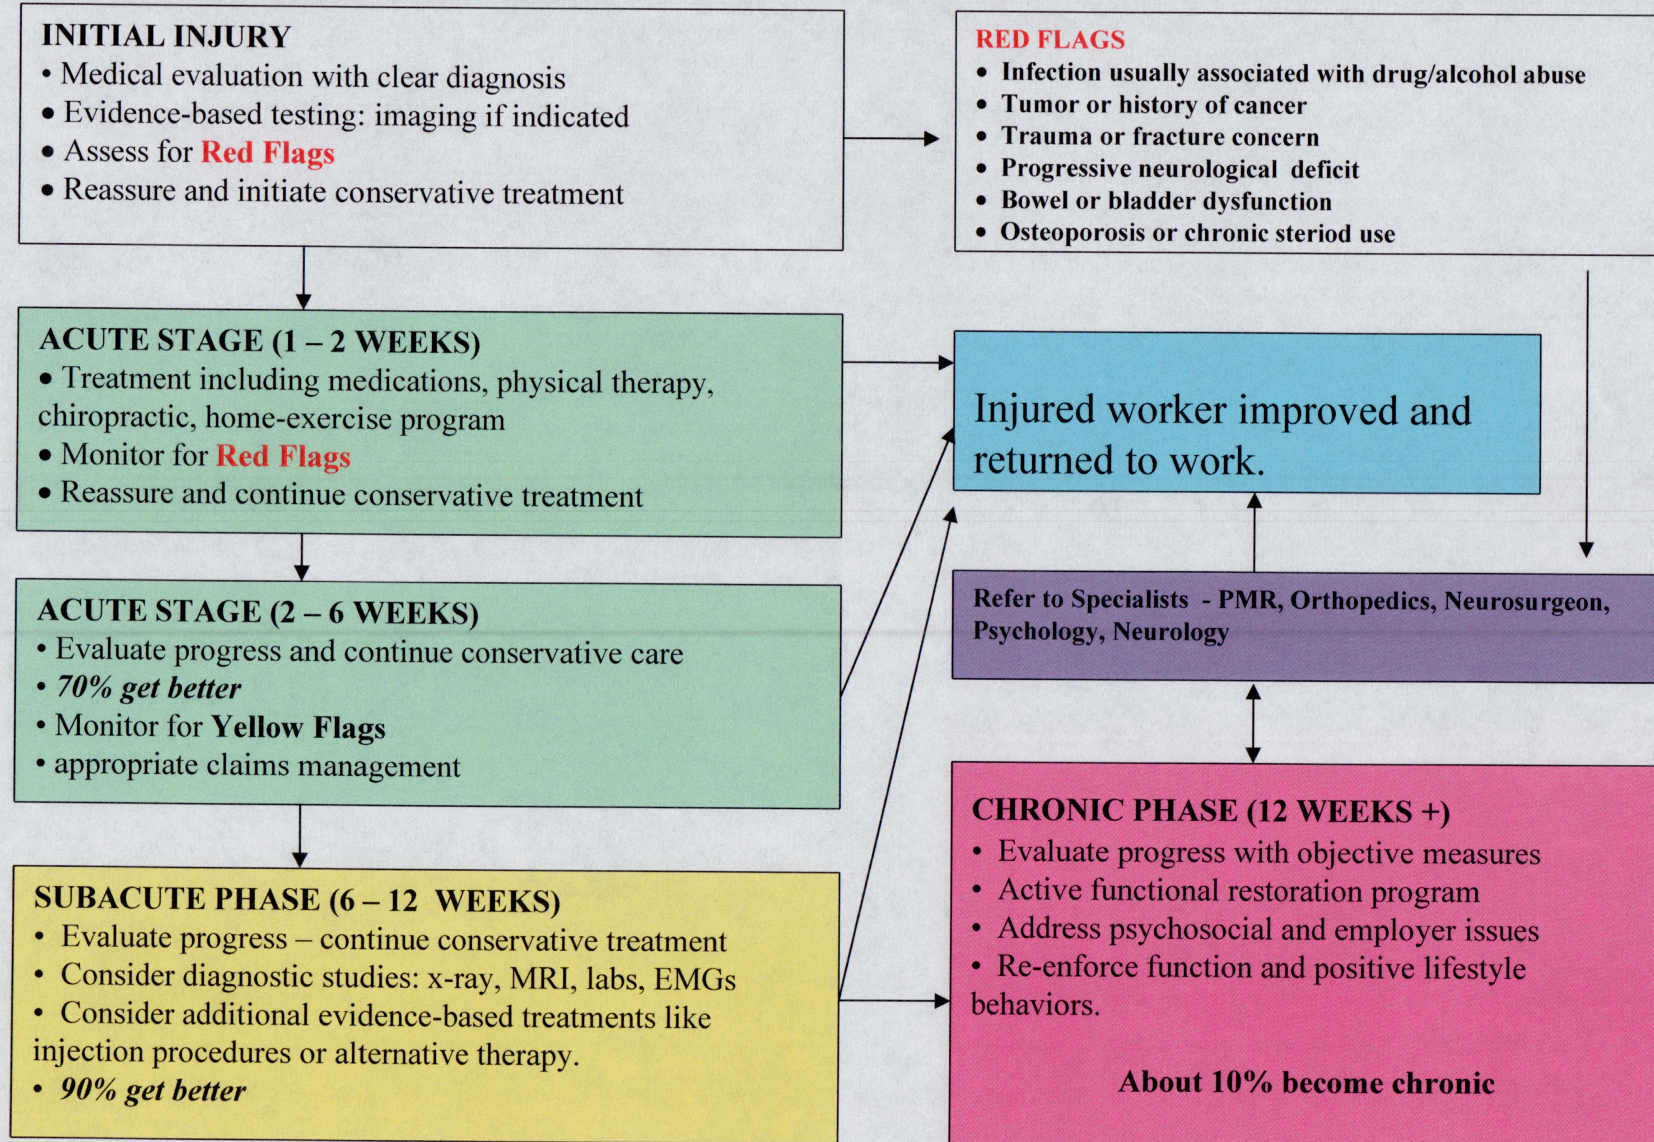 INITIAL INJURY
• Medical evaluation with clear diagnosis
• Evidence-based testing: imaging if indicated
• Assess for Red Flags
• Reassure and initiate conservative treatment
RED FLAGS
• Infection usually associated with drug/alcohol abuse
• Tumor or history of cancer
• Trauma or fracture concern
• Progressive neurological deficit
• Bowel or bladder dysfunction
• Osteoporosis or chronic steriod use
ACUTE STAGE (1 – 2 WEEKS)
• Treatment including medications, physical therapy,
chiropractic, home-exercise program
• Monitor for Red Flags
• Reassure and continue conservative treatment
Injured worker improved and
returned to work.
ACUTE STAGE (2 – 6 WEEKS)
• Evaluate progress and continue conservative care
• 70% get better
• Monitor for Yellow Flags
• appropriate claims management
Refer to Specialists - PMR, Orthopedics, Neurosurgeon,
Psychology, Neurology
SUBACUTE PHASE (6 – 12 WEEKS)
• Evaluate progress – continue conservative treatment
• Consider diagnostic studies: x-ray, MRI, labs, EMGs
• Consider additional evidence-based treatments like
injection procedures or alternative therapy.
• 90% get better
CHRONIC PHASE (12 WEEKS +)
• Evaluate progress with objective measures
• Active functional restoration program
• Address psychosocial and employer issues
• Re-enforce function and positive lifestyle
behaviors.
About 10% become chronic